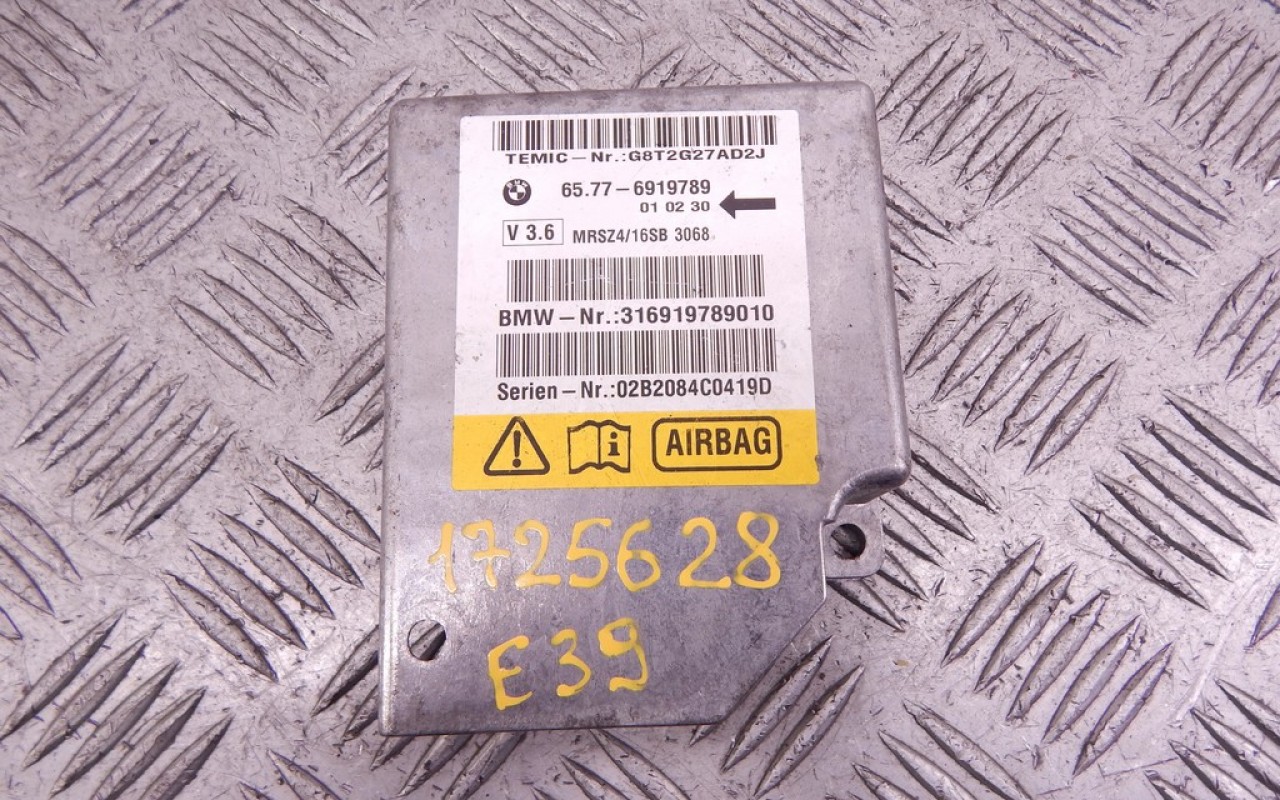 TEMIC-Nr.:G8T2G27AD2J
65.77-6919789
01 02 30
V 3.6 MRSZ4/16SB 3068
BMW-Nr.:316919789010
Serien-Nr.:02B2084C0419D
AIRBAG
1725628
E39